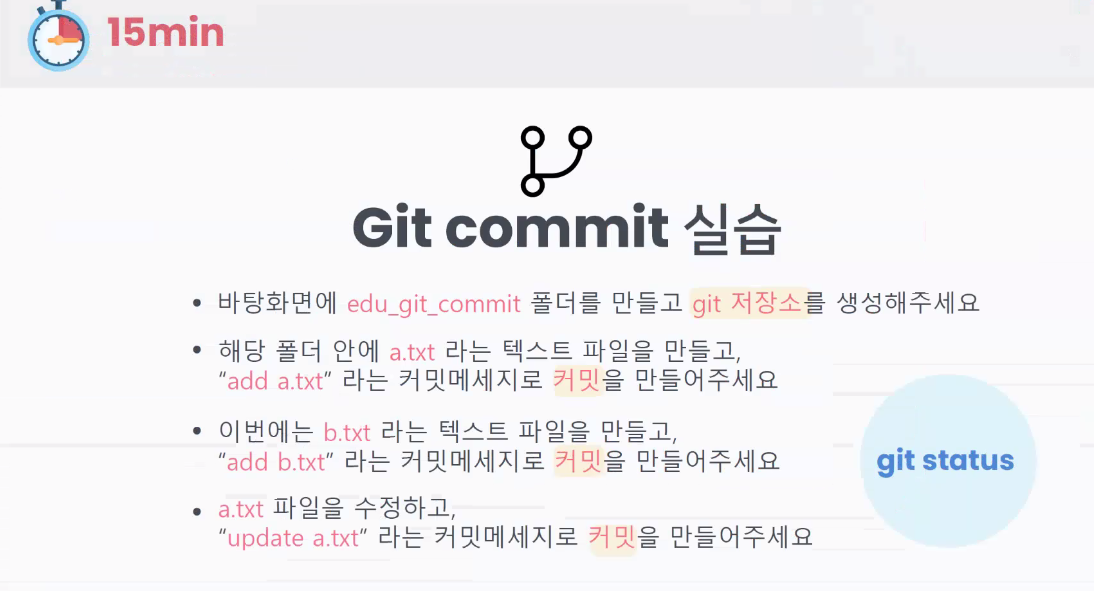 15min
Git commit 실습
• 바탕화면에 edu_git_commit 폴더를 만들고 git 저장소를 생성해주세요
• 해당 폴더 안에 a.txt 라는 텍스트 파일을 만들고,
“add a.txt” 라는 커밋메세지로 커밋을 만들어주세요
• 이번에는 b.txt 라는 텍스트 파일을 만들고,
“add b.txt” 라는 커밋메세지로 커밋을 만들어주세요
• a.txt 파일을 수정하고,
“update a.txt” 라는 커밋메세지로 커밋을 만들어주세요
git status